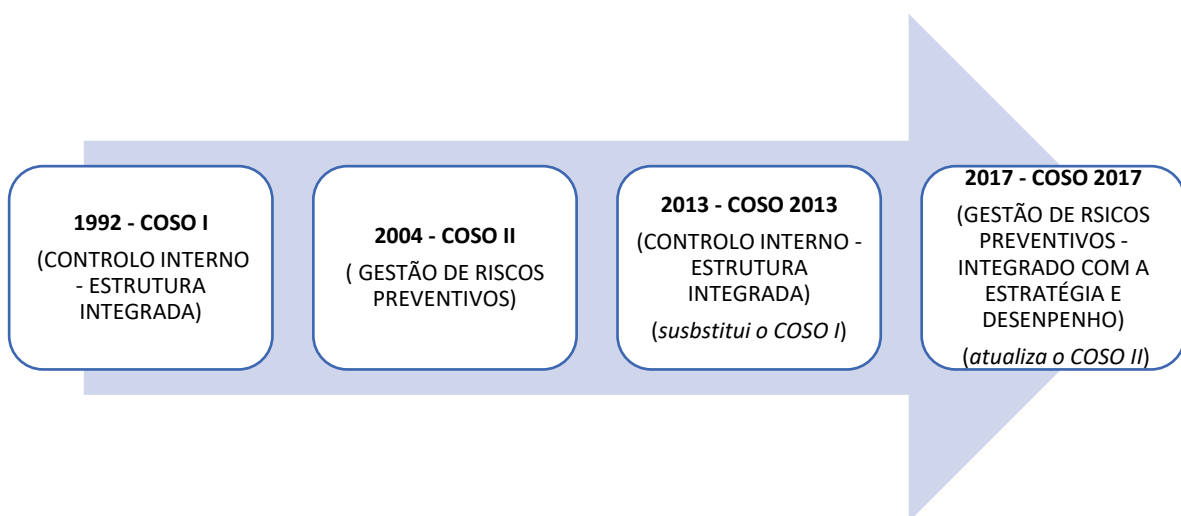 1992 - COSO I
(CONTROLO INTERNO
- ESTRUTURA
INTEGRADA)
2004 - COSO II
( GESTÃO DE RISCOS
PREVENTIVOS)
2013 - COSO 2013
(CONTROLO INTERNO -
ESTRUTURA
INTEGRADA)
(susbstitui o COSO I)
2017 - COSO 2017
(GESTÃO DE RSICOS
PREVENTIVOS -
INTEGRADO COM A
ESTRATÉGIA E
DESENPENHO)
(atualiza o COSO II)